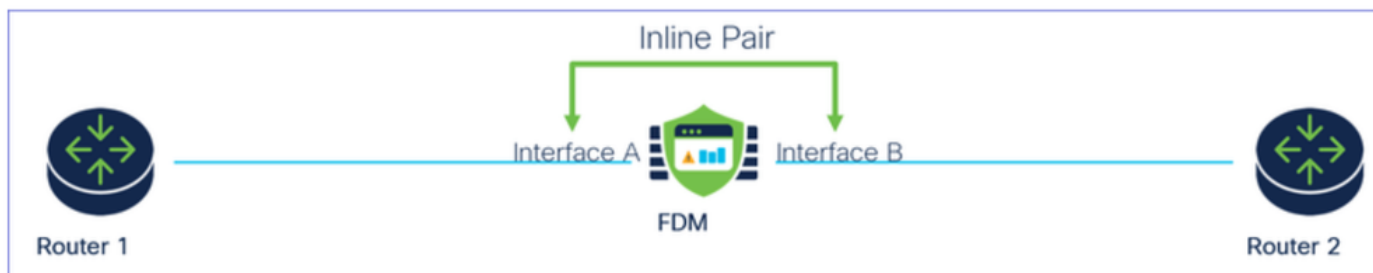 Inline Pair
Interface A
Interface B
FDM
Router 1
Router 2